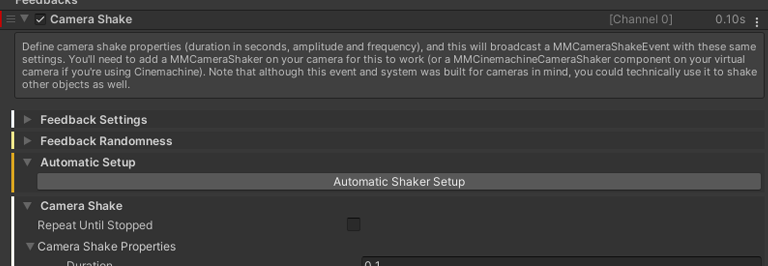 Feedbacks
Camera Shake [Channel 0] 0.10s
Define camera shake properties (duration in seconds, amplitude and frequency), and this will broadcast a MMCameraShakeEvent with these same
settings. You'll need to add a MMCameraShaker on your camera for this to work (or a MMCinemachineCameraShaker component on your virtual
camera if you're using Cinemachine). Note that although this event and system was built for cameras in mind, you could technically use it to shake
other objects as well.
Feedback Settings
Feedback Randomness
Automatic Setup
Automatic Shaker Setup
Camera Shake
Repeat Until Stopped
Camera Shake Properties
Duration 0.1